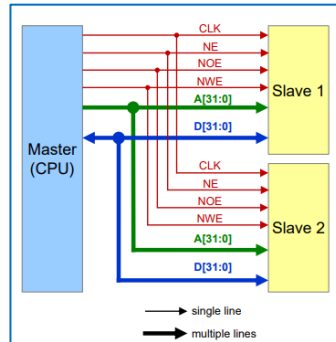 CLK
NE
NOE
NWE
A[31:0]
D[31:0]
Slave 1
Master
(CPU)
CLK
NE
NOE
NWE
A[31:0]
D[31:0]
Slave 2
single line
multiple lines